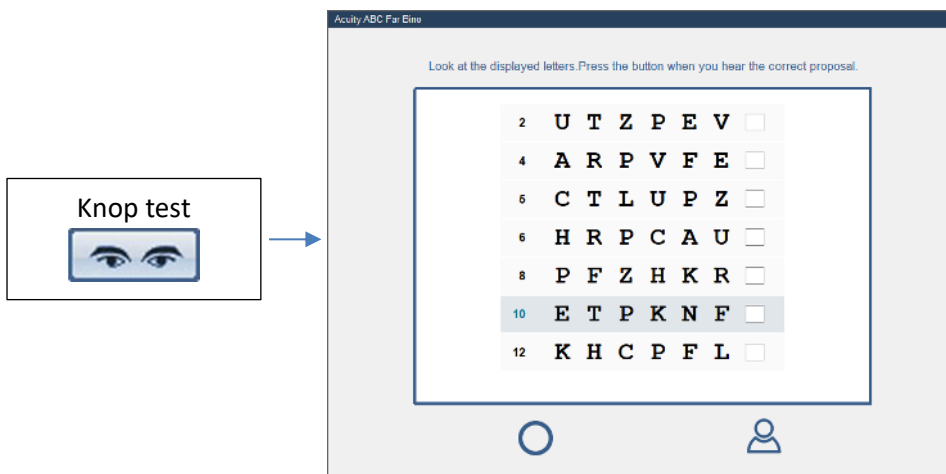 Acuity ABC Far Bino
Look at the displayed letters.Press the button when you hear the correct proposal.
Knop test
2 U T Z P E V
4 A R P V F E
5 C T L U P Z
6 H R P C A U
8 P F Z H K R
10 E T P K N F
12 K H C P F L